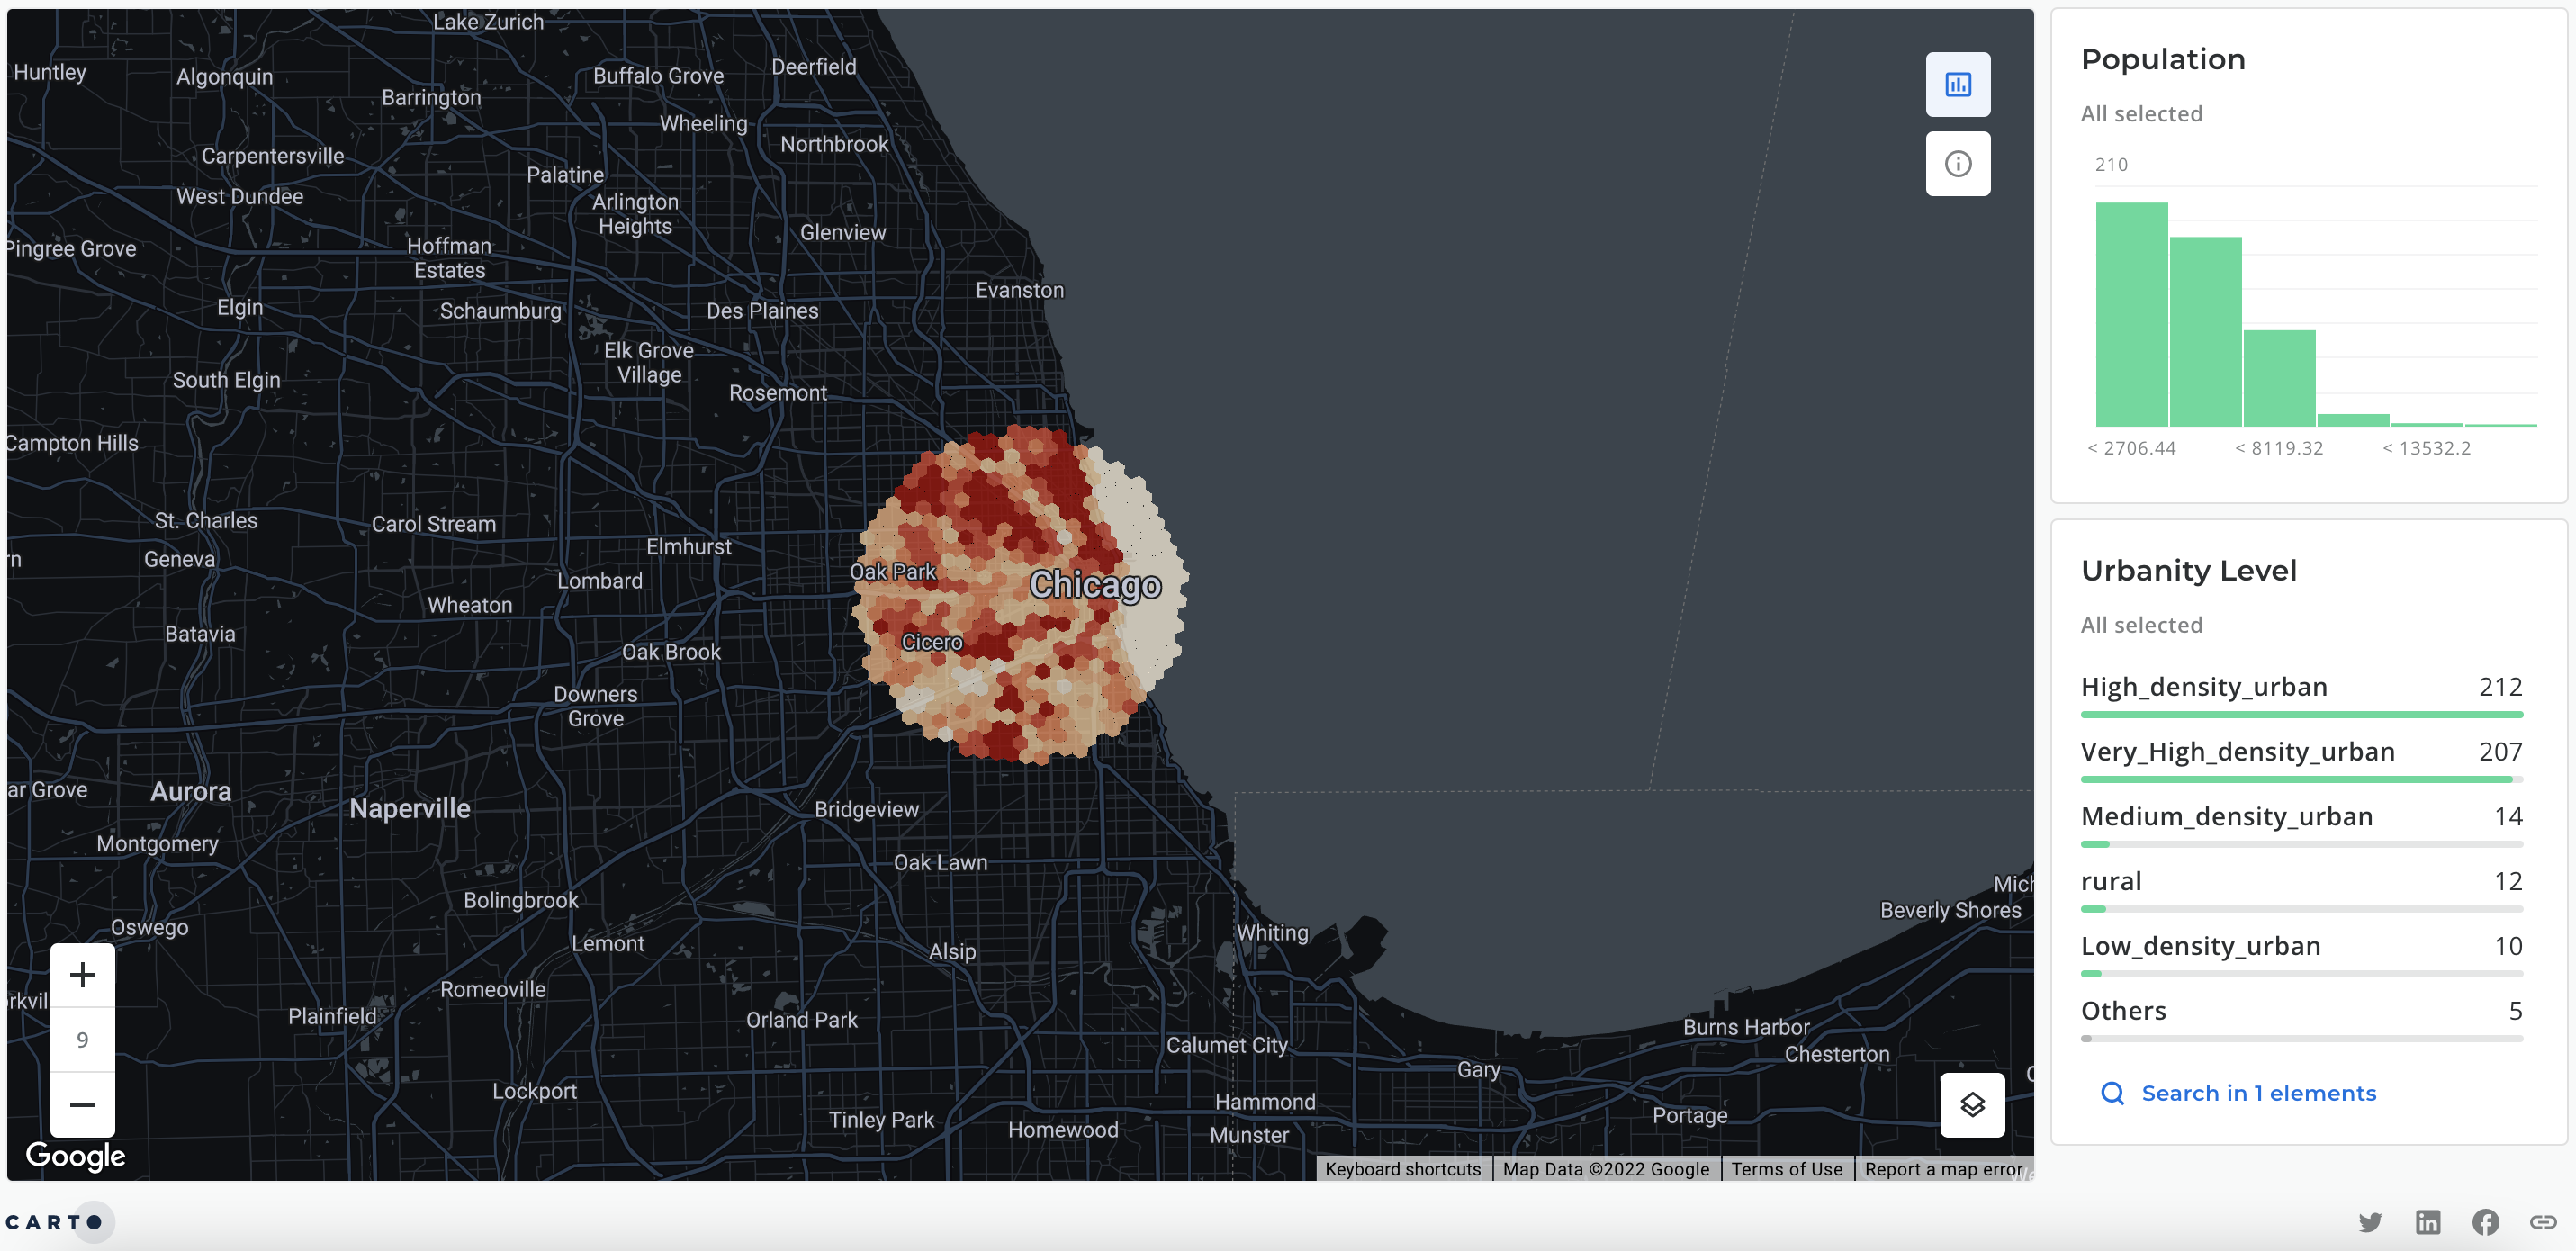 Lake Zurich
Huntley
Algonquin
Barrington
Buffalo Grove
Deerfield
Wheeling
Northbrook
Carpentersville
West Dundee
Palatine
Arlington
Heights
Glenview
Pingree Grove
Hoffman
Estates
Evanston
Elgin
Schaumburg
Des Plaines
Elk Grove
Village
South Elgin
Rosemont
Campton Hills
St. Charles
Carol Stream
Elmhurst
Geneva
Lombard
Oak Park
Chicago
Wheaton
Batavia
Cicero
Oak Brook
Downers
Grove
ar Grove
Aurora
Naperville
Bridgeview
Montgomery
Oak Lawn
Bolingbrook
Oswego
Lemont
Alsip
Whiting
Mich
Beverly Shores
Romeoville
rkvill
Plainfield
Orland Park
Burns Harbor
Calumet City
Chesterton
Gary
Lockport
Hammond
Tinley Park
Homewood
Munster
Portage
+
9
−
Google
Keyboard shortcuts
Map Data ©2022 Google
Terms of Use
Report a map error
Population
All selected
210
< 2706.44 < 8119.32 < 13532.2
Urbanity Level
All selected
High_density_urban 212
Very_High_density_urban 207
Medium_density_urban 14
rural 12
Low_density_urban 10
Others 5
Search in 1 elements
CARTO